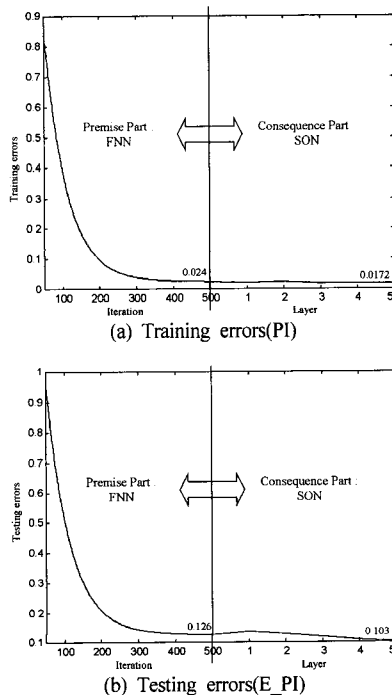 0.9
0.8
0.7
0.6
0.5
0.4
0.3
0.2
0.1
0
Training errors
Premise Part :
FNN
Consequence Part
SON
0.024
0.0172
100 200 300 400 500 1 2 3 4 5
Iteration Layer
(a) Training errors(PI)
1
0.9
0.8
0.7
0.6
0.5
0.4
0.3
0.2
0.1
Testing errors
Premise Part :
FNN
Consequence Part :
SON
0.126
0.103
100 200 300 400 500 1 2 3 4 5
Iteration Layer
(b) Testing errors(E_PI)